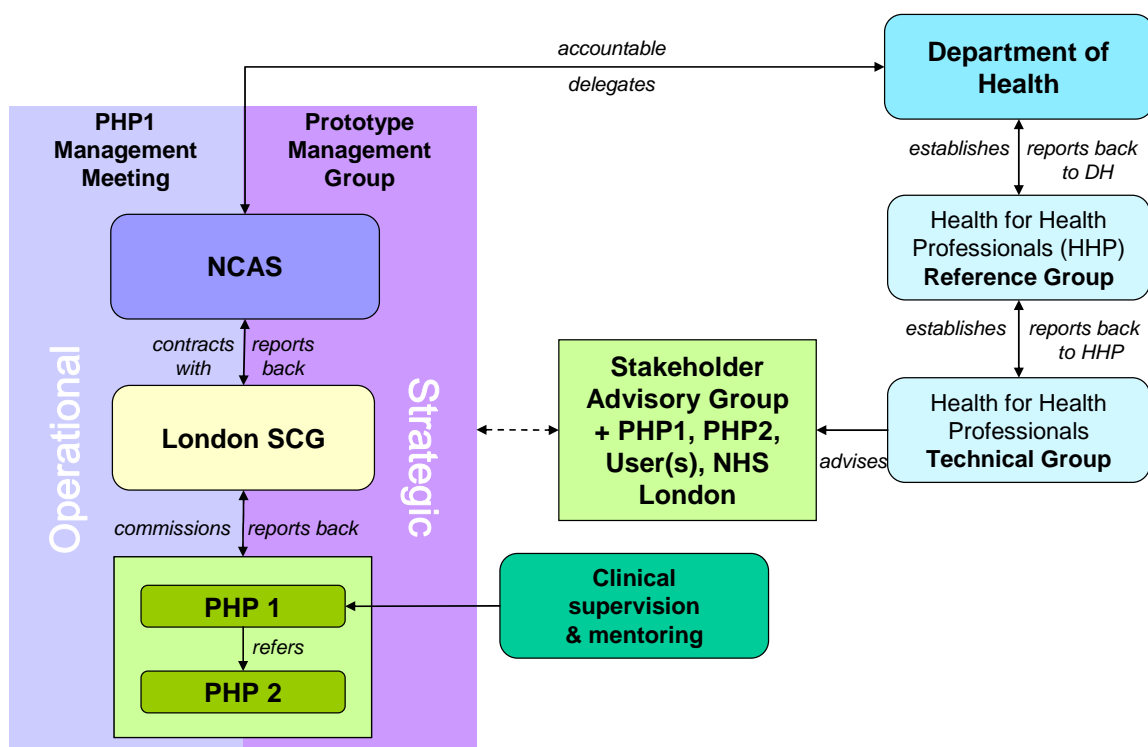 accountable
delegates
Department of
Health
PHP1
Management
Meeting
Prototype
Management
Group
establishes
reports back
to DH
NCAS
Health for Health
Professionals (HHP)
Reference Group
contracts
with
reports
back
establishes
reports back
to HHP
Operational
Strategic
London SCG
Stakeholder
Advisory Group
+ PHP1, PHP2,
User(s), NHS
London
advises
Health for Health
Professionals
Technical Group
commissions
reports back
PHP 1
refers
PHP 2
Clinical
supervision
& mentoring